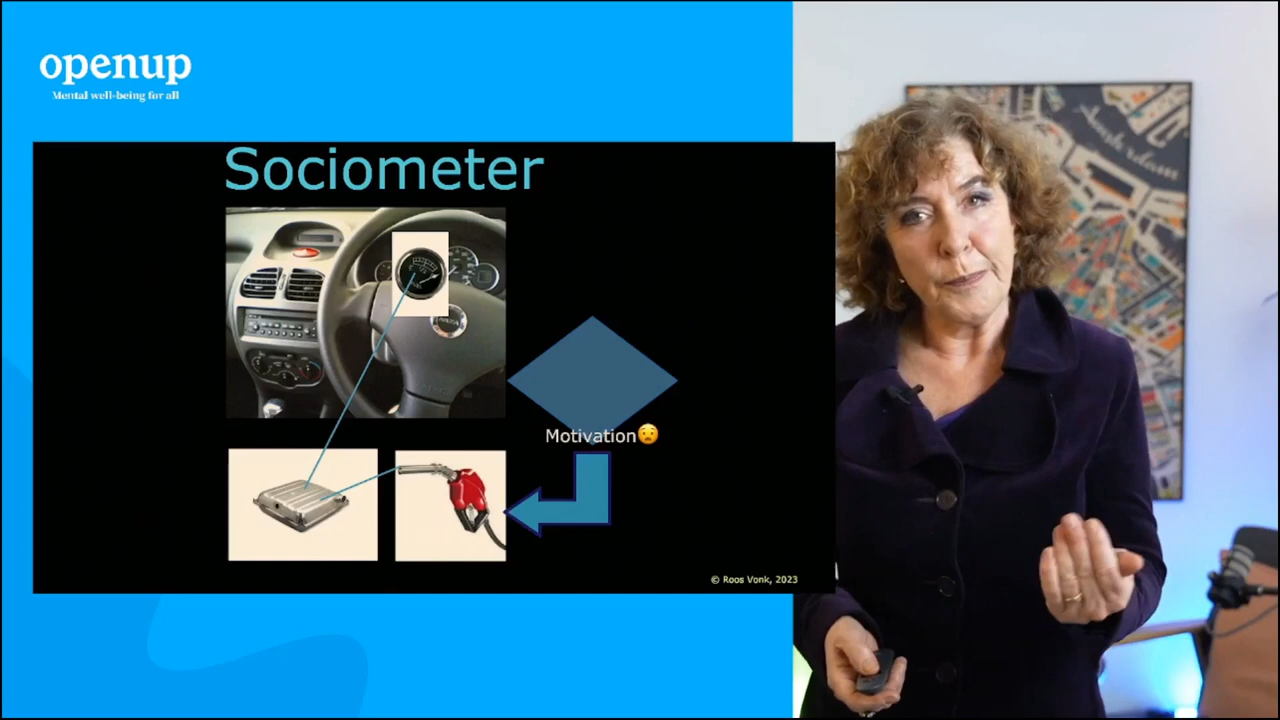 openup
Mental well-being for all
Sociometer
Motivation😟
© Roos Vonk, 2023